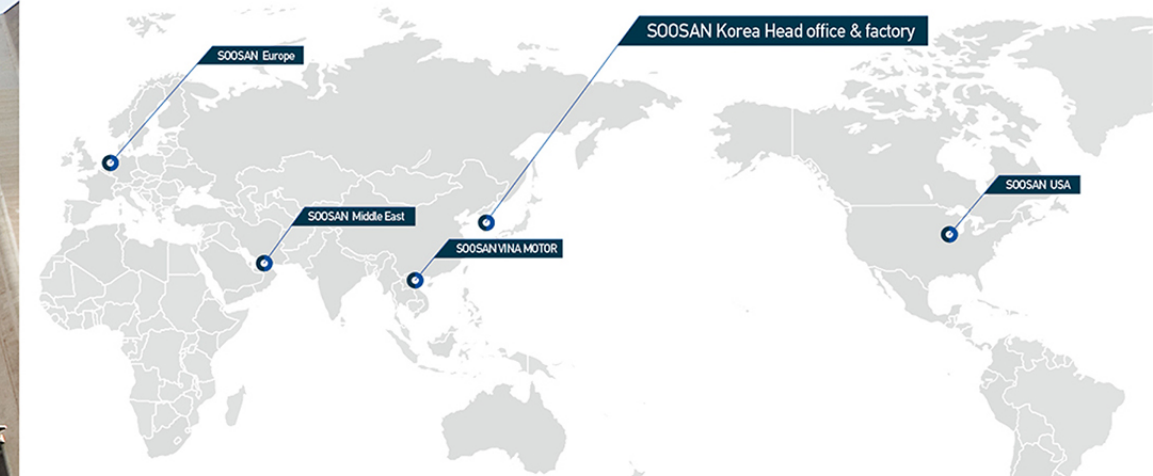 SOOSAN Korea Head office & factory
SOOSAN Europe
SOOSAN USA
SOOSAN Middle East
SOOSAN VINA MOTOR